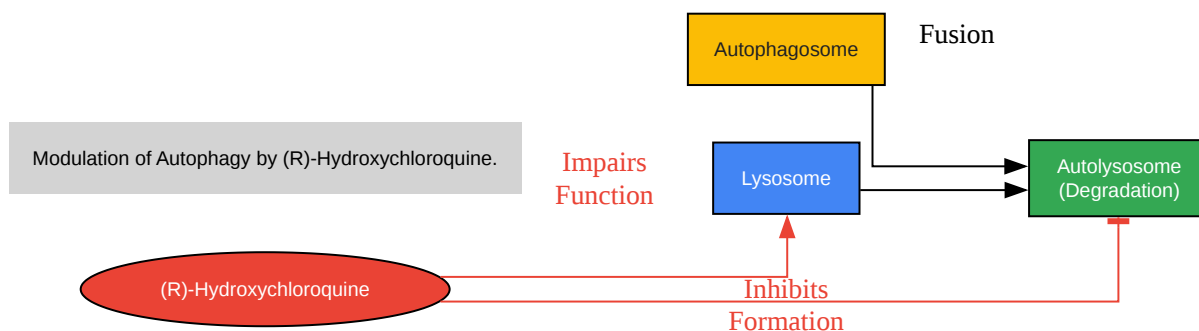 Fusion
Autophagosome
Modulation of Autophagy by (R)-Hydroxychloroquine.
Impairs
Function
Lysosome
Autolysosome
(Degradation)
(R)-Hydroxychloroquine
Inhibits
Formation